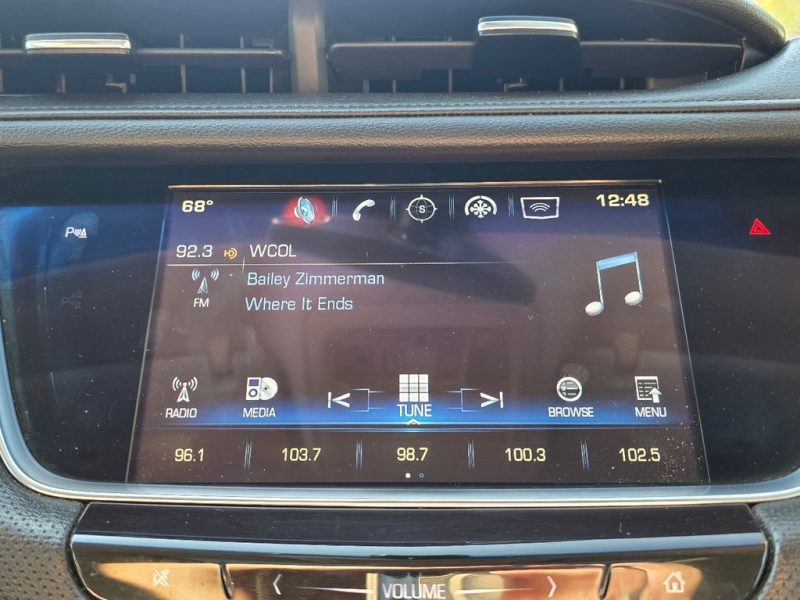 68° S 12:48
92.3 HD WCOL
FM
Bailey Zimmerman
Where It Ends
RADIO MEDIA TUNE BROWSE MENU
96.1 103.7 98.7 100.3 102.5
VOLUME
P